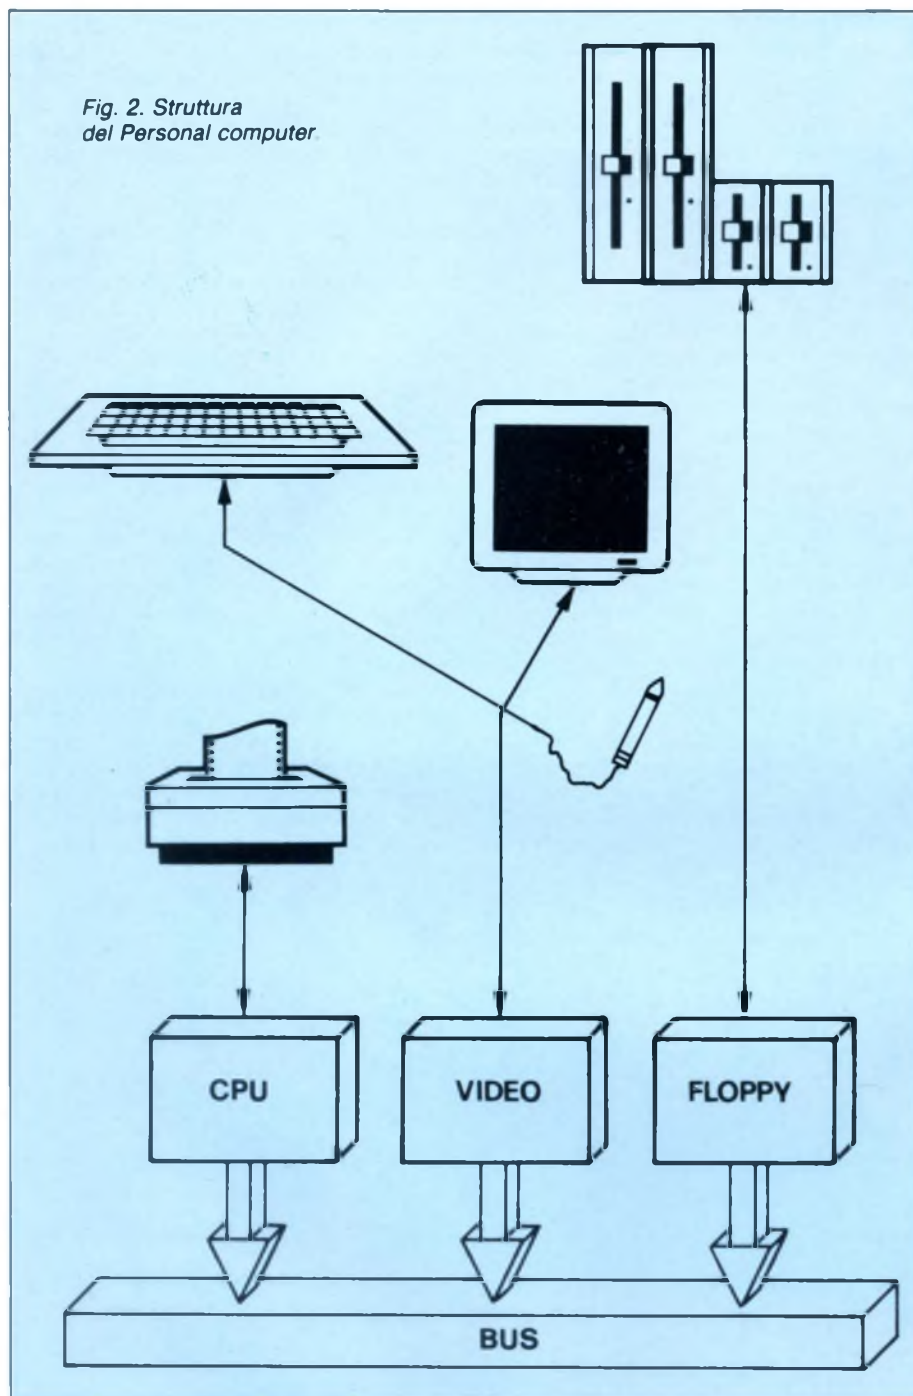 Fig. 2. Struttura
del Personal computer
CPU
VIDEO
FLOPPY
BUS